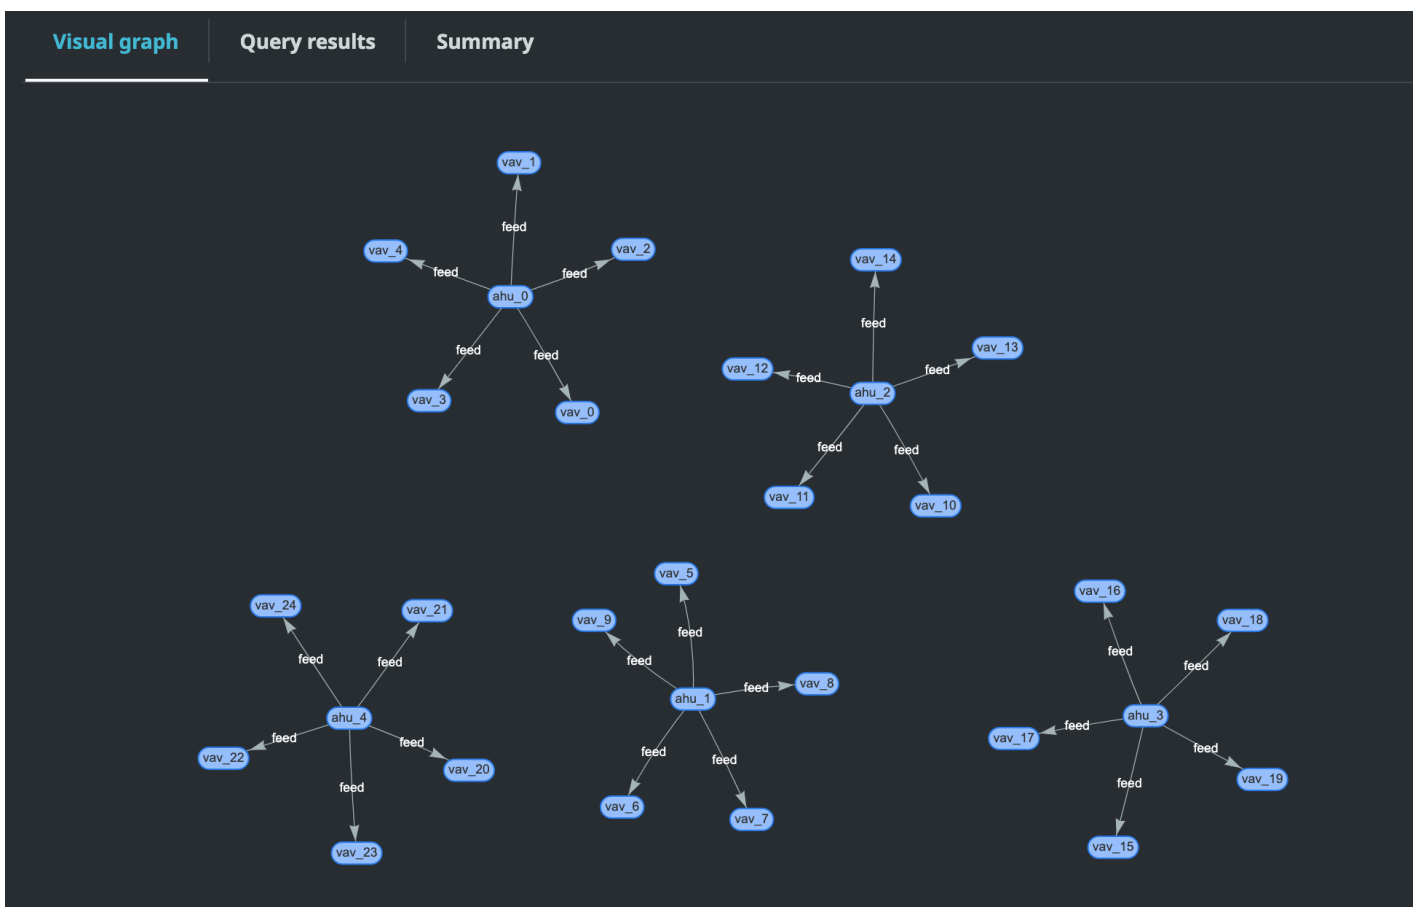 Visual graph
Query results
Summary
vav_1
feed
vav_4
vav_2
feed
feed
ahu_0
feed
feed
vav_3
vav_0
vav_14
feed
vav_13
vav_12
feed
feed
ahu_2
feed
feed
vav_11
vav_10
vav_24
vav_21
feed
feed
ahu_4
feed
feed
vav_22
vav_20
feed
vav_23
vav_5
vav_9
feed
feed
vav_8
feed
ahu_1
feed
feed
vav_6
vav_7
vav_16
vav_18
feed
feed
ahu_3
feed
vav_17
feed
vav_19
feed
vav_15